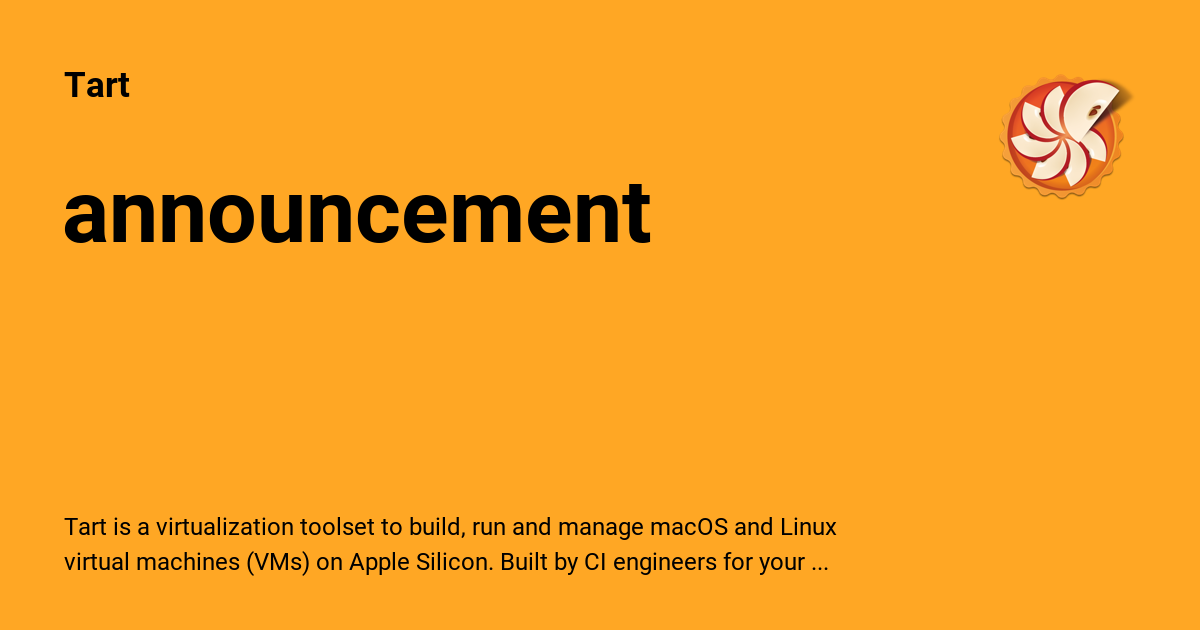 Tart
announcement
Tart is a virtualization toolset to build, run and manage macOS and Linux
virtual machines (VMs) on Apple Silicon. Built by CI engineers for your ...